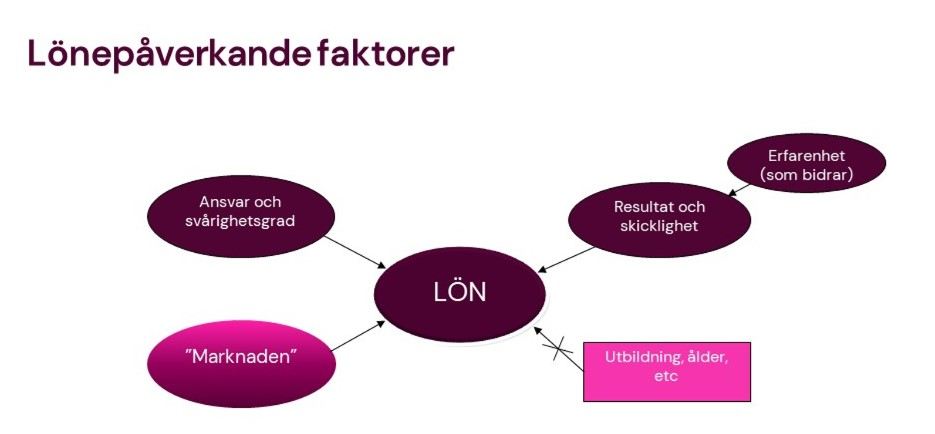 Lönepåverkande faktorer
Erfarenhet
(som bidrar)
Ansvar och
svårighetsgrad
Resultat och
skicklighet
LÖN
”Marknaden”
Utbildning, ålder,
etc